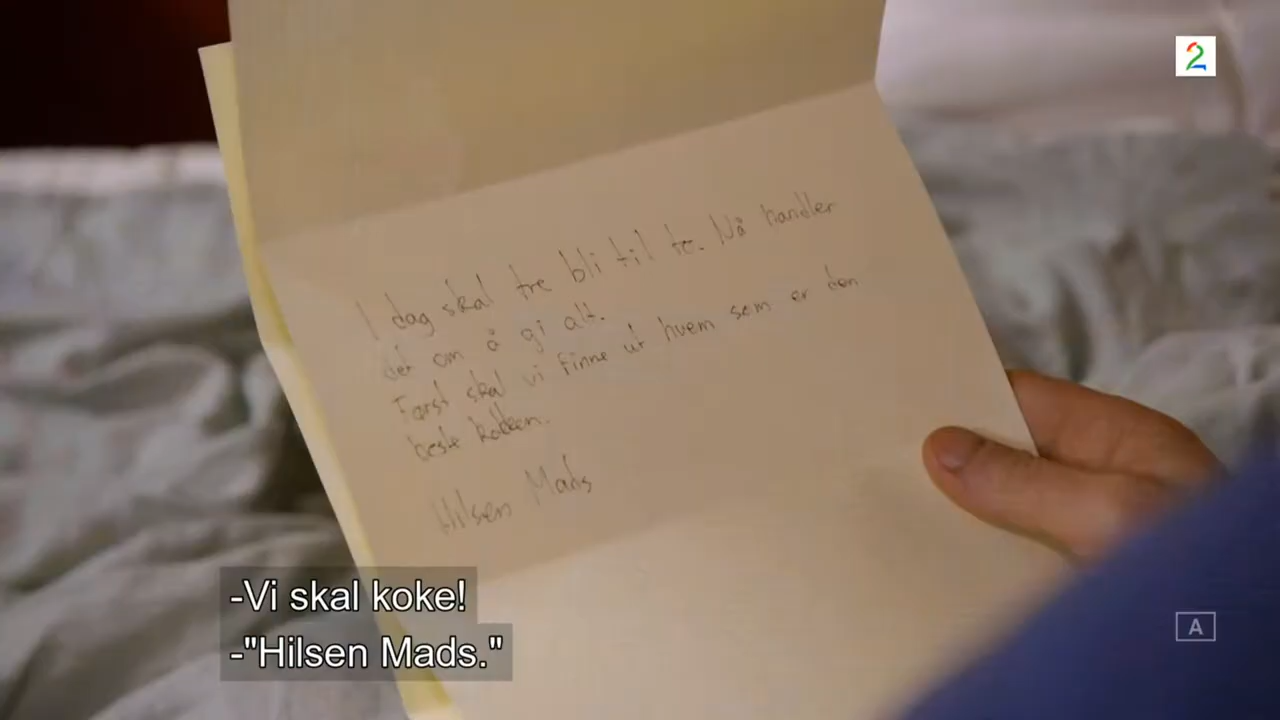 2
I dag skal tre bli til to. Nå handler
det om å gi alt.
Først skal vi finne ut hvem som er den
beste kokken.
Hilsen Mads
-Vi skal koke!
-"Hilsen Mads."
A